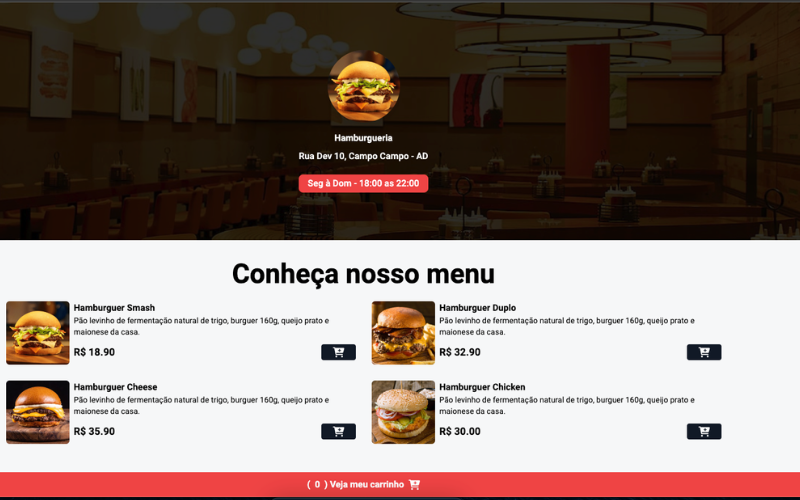 Hamburgueria
Rua Dev 10, Campo Campo - AD
Seg à Dom - 18:00 as 22:00
Conheça nosso menu
Hamburguer Smash
Pão levinho de fermentação natural de trigo, burguer 160g, queijo prato e
maionese da casa.
R$ 18.90
Hamburguer Duplo
Pão levinho de fermentação natural de trigo, burguer 160g, queijo prato e
maionese da casa.
R$ 32.90
Hamburguer Cheese
Pão levinho de fermentação natural de trigo, burguer 160g, queijo prato e
maionese da casa.
R$ 35.90
Hamburguer Chicken
Pão levinho de fermentação natural de trigo, burguer 160g, queijo prato e
maionese da casa.
R$ 30.00
( 0 ) Veja meu carrinho